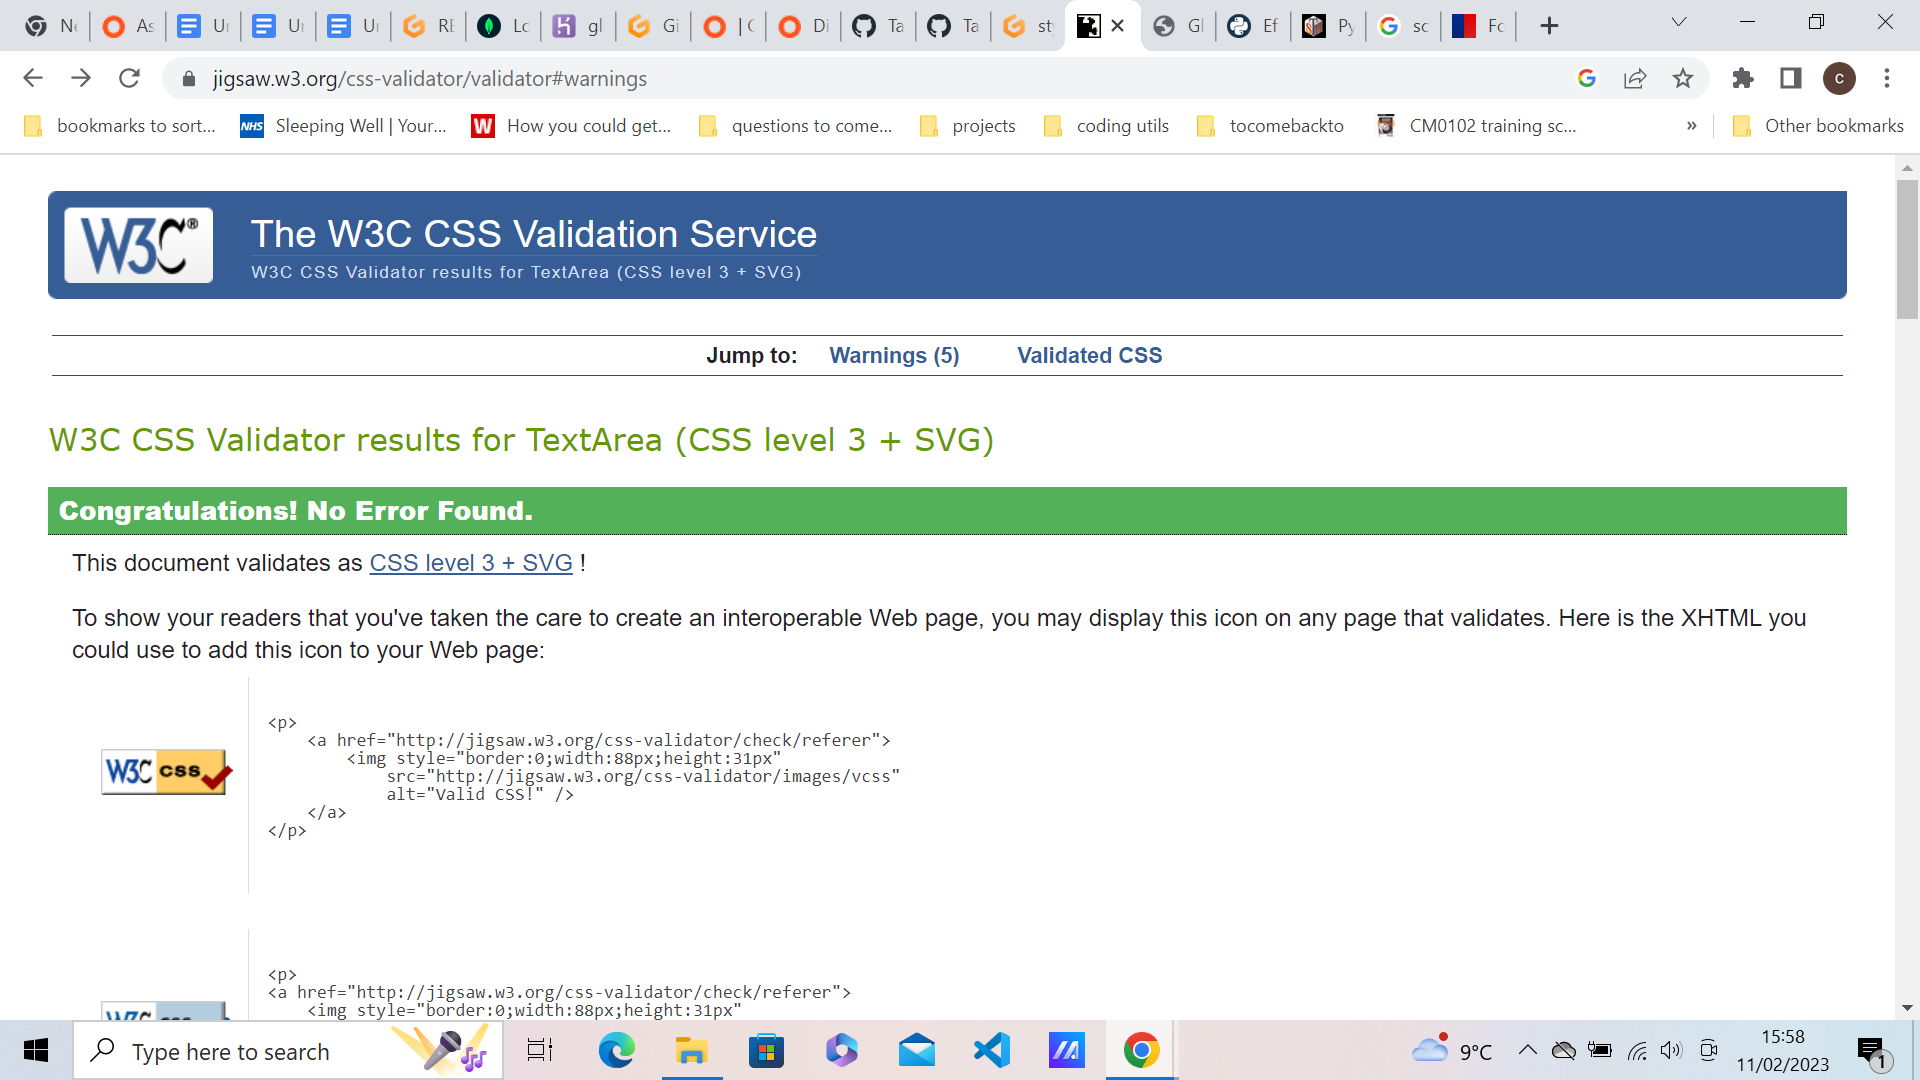 Ne As Un Un Un RE Lo gl Gi | C Di Ta Ta sty Gl Ef Py sc Fc
jigsaw.w3.org/css-validator/validator#warnings
bookmarks to sort... NHS Sleeping Well | Your... W How you could get... questions to come... projects coding utils tocomebackto CM0102 training sc... » Other bookmarks
W3C® The W3C CSS Validation Service
W3C CSS Validator results for TextArea (CSS level 3 + SVG)
Jump to: Warnings (5) Validated CSS
W3C CSS Validator results for TextArea (CSS level 3 + SVG)
Congratulations! No Error Found.
This document validates as CSS level 3 + SVG !
To show your readers that you've taken the care to create an interoperable Web page, you may display this icon on any page that validates. Here is the XHTML you
could use to add this icon to your Web page:
W3C css
<p>
<a href="http://jigsaw.w3.org/css-validator/check/referer">
<img style="border:0;width:88px;height:31px"
src="http://jigsaw.w3.org/css-validator/images/vcss"
alt="Valid CSS!" />
</a>
</p>
W3C css
<p>
<a href="http://jigsaw.w3.org/css-validator/check/referer">
<img style="border:0;width:88px;height:31px"
Type here to search
9°C
15:58
11/02/2023
1